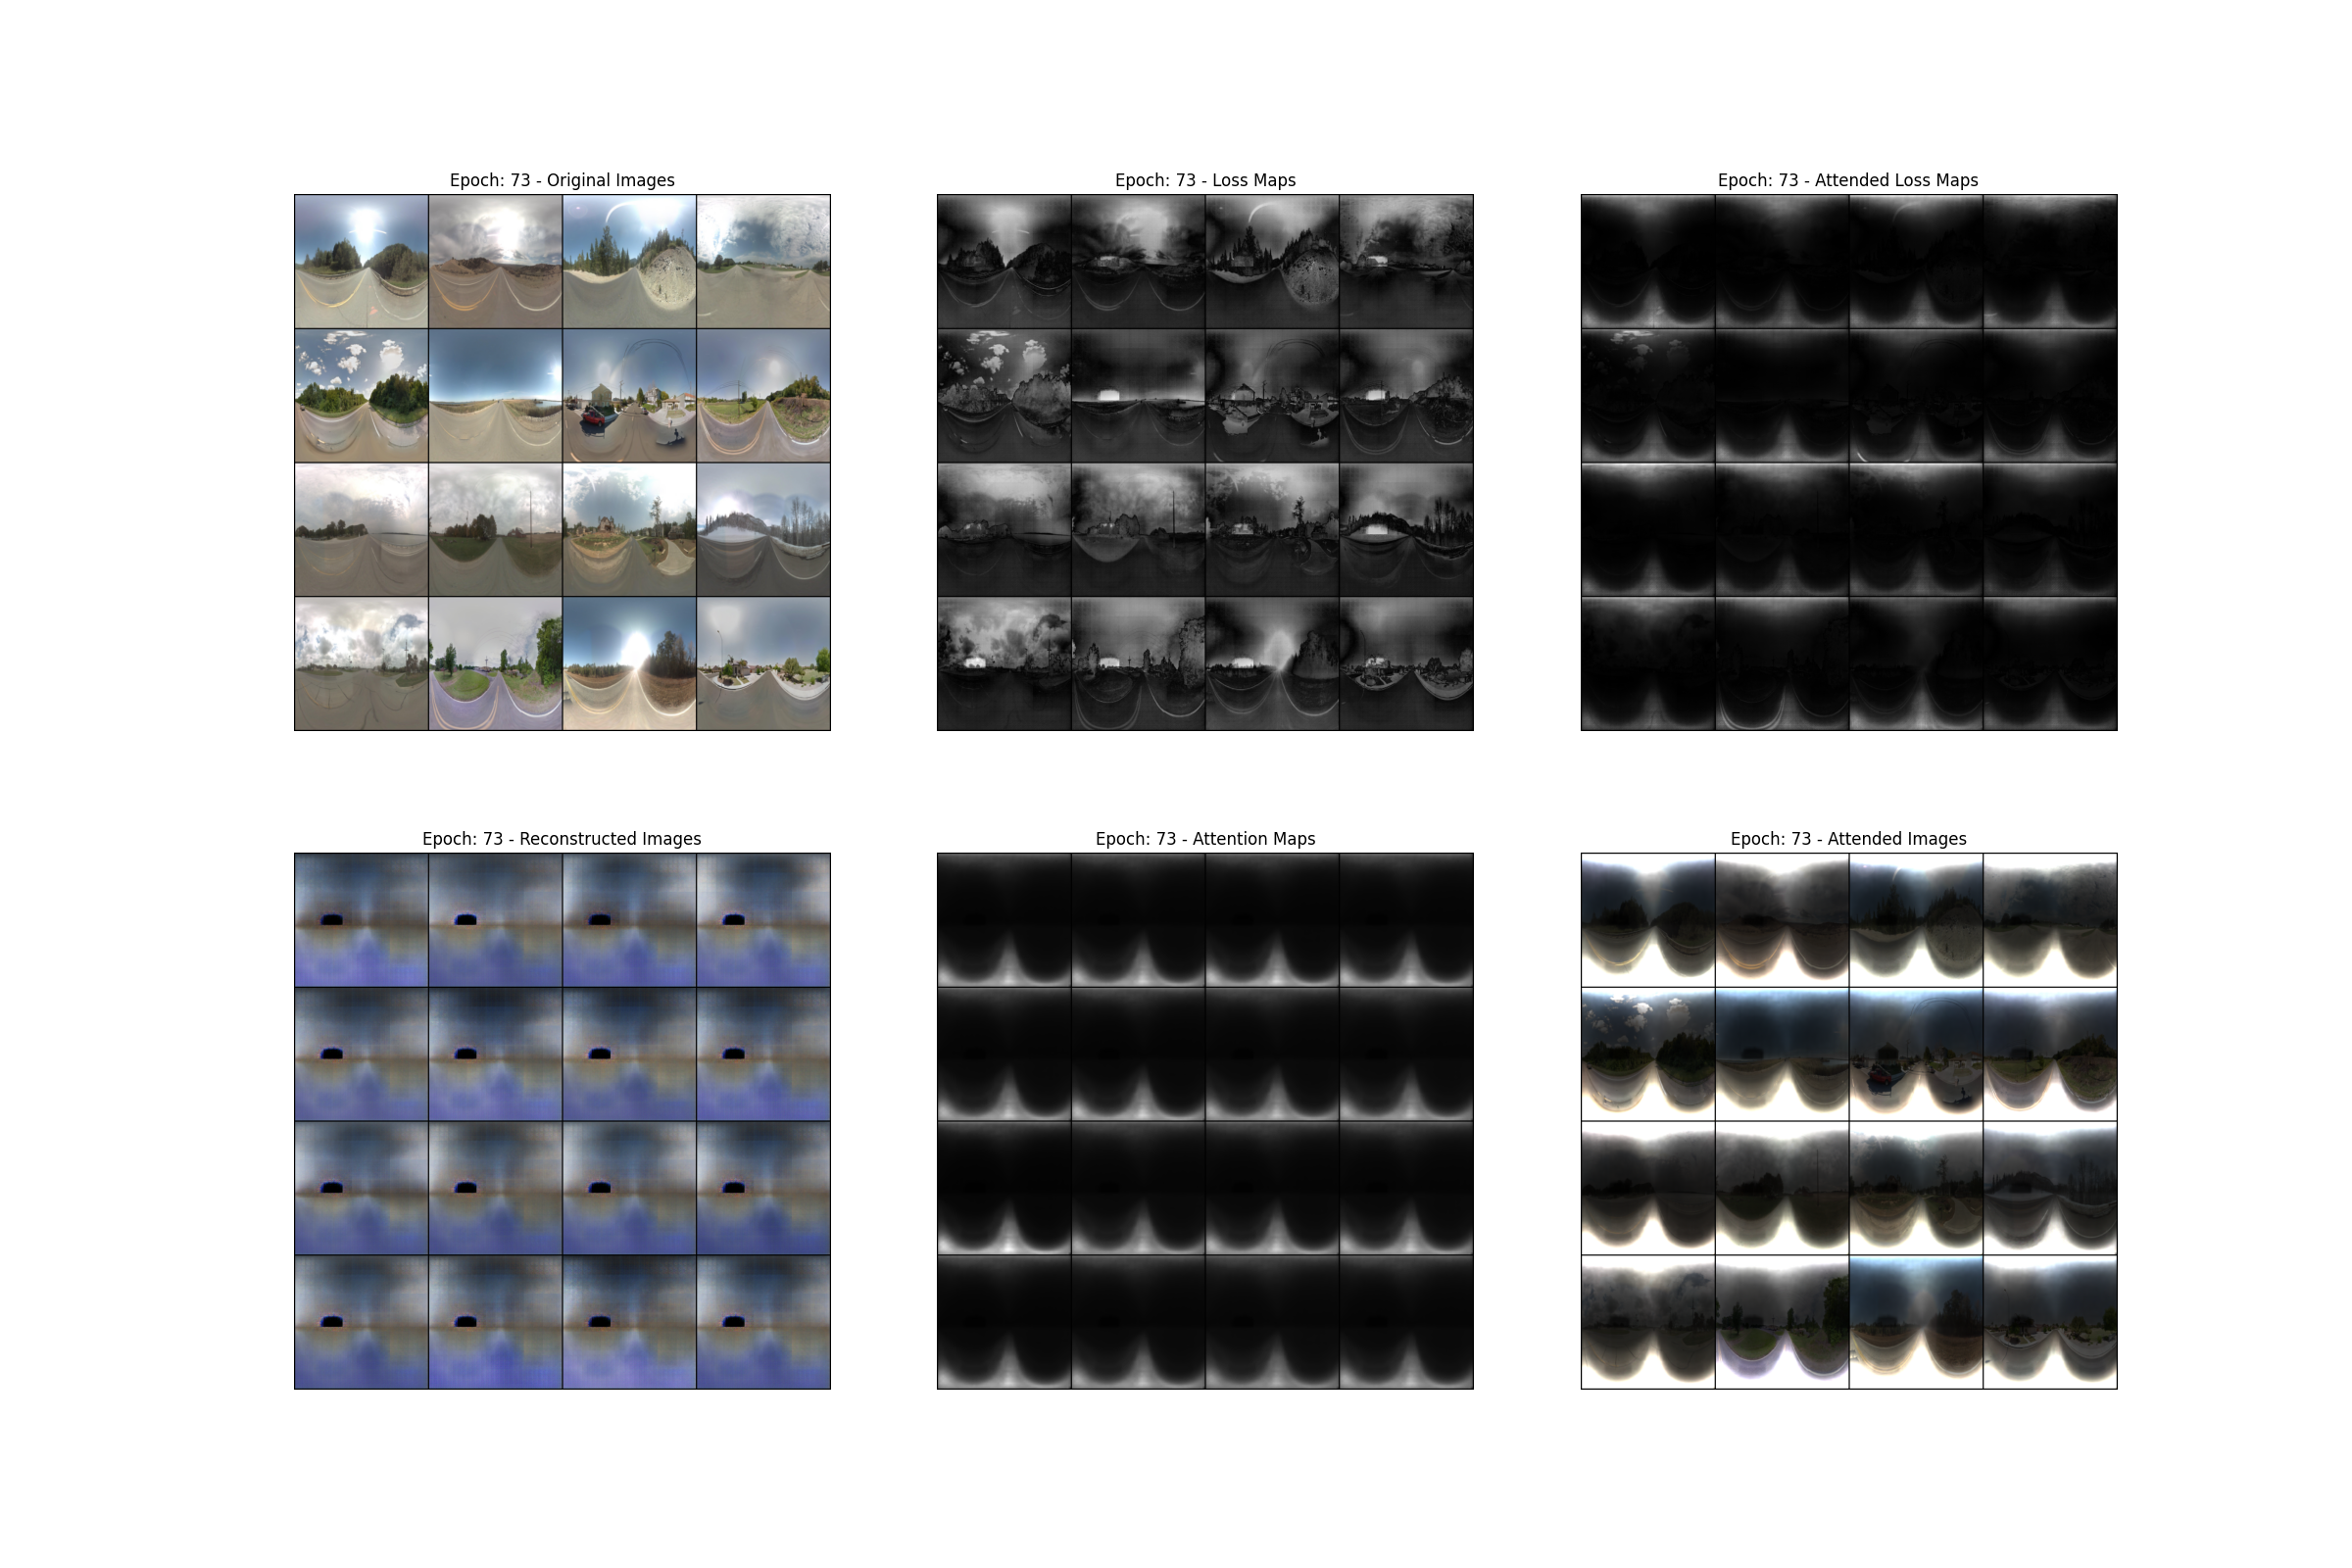 Epoch: 73 - Original Images
Epoch: 73 - Loss Maps
Epoch: 73 - Attended Loss Maps
Epoch: 73 - Reconstructed Images
Epoch: 73 - Attention Maps
Epoch: 73 - Attended Images